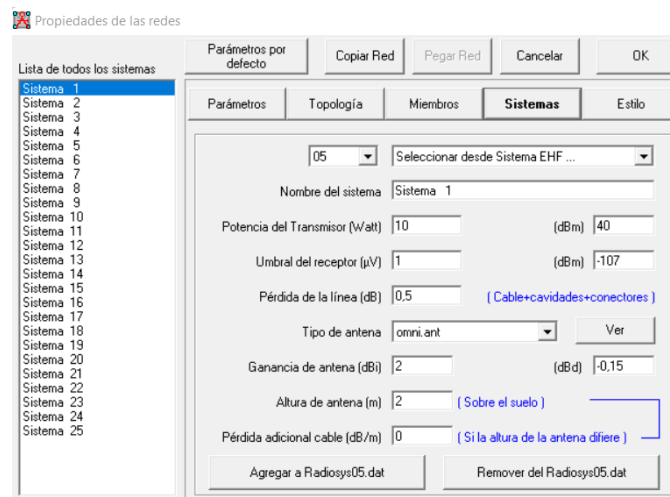 Propiedades de las redes
Parámetros por
defecto
Copiar Red
Pegar Red
Cancelar
OK
Lista de todos los sistemas
Sistema 1
Sistema 2
Sistema 3
Sistema 4
Sistema 5
Sistema 6
Sistema 7
Sistema 8
Sistema 9
Sistema 10
Sistema 11
Sistema 12
Sistema 13
Sistema 14
Sistema 15
Sistema 16
Sistema 17
Sistema 18
Sistema 19
Sistema 20
Sistema 21
Sistema 22
Sistema 23
Sistema 24
Sistema 25
Parámetros Topología Miembros Sistemas Estilo
05 Seleccionar desde Sistema EHF ...
Nombre del sistema Sistema 1
Potencia del Transmisor (Watt) 10 (dBm) 40
Umbral del receptor (µV) 1 (dBm) -107
Pérdida de la línea (dB) 0,5 ( Cable+cavidades+conectores )
Tipo de antena omni.ant Ver
Ganancia de antena (dBi) 2 (dBd) -0,15
Altura de antena (m) 2 ( Sobre el suelo )
Pérdida adicional cable (dB/m) 0 ( Si la altura de la antena difiere )
Agregar a Radiosys05.dat Remover del Radiosys05.dat